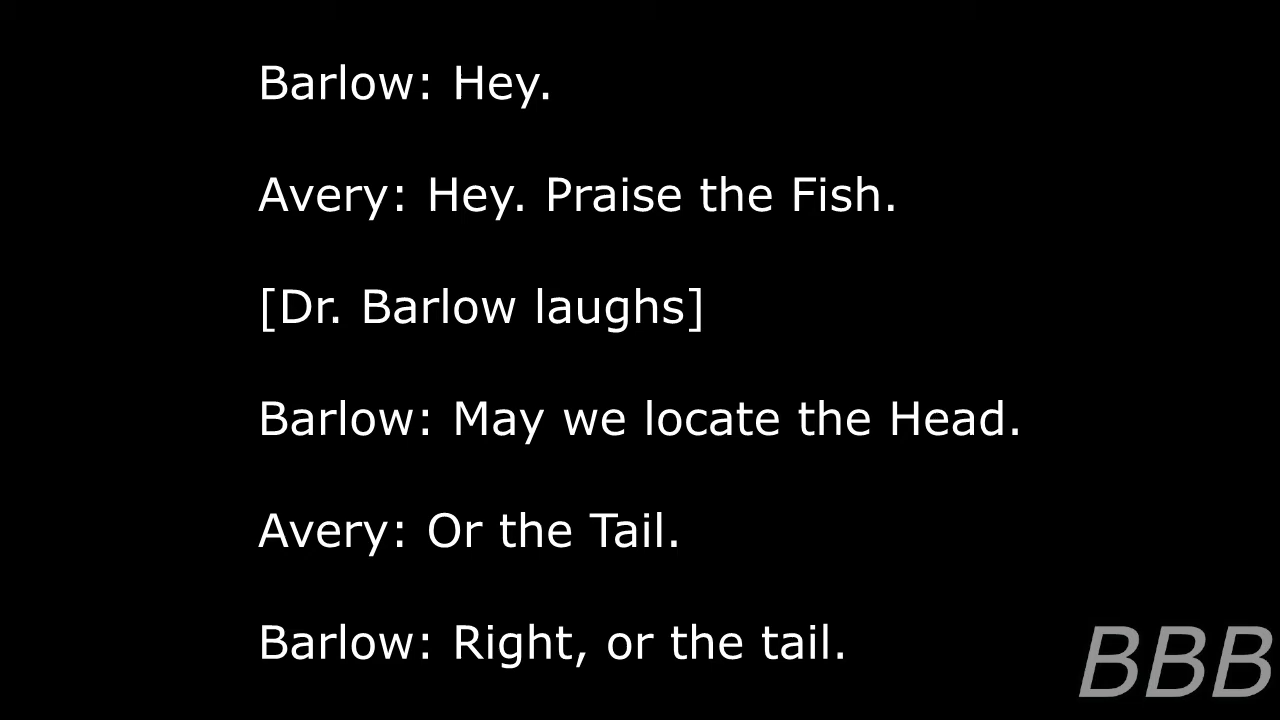 Barlow: Hey.
Avery: Hey. Praise the Fish.
[Dr. Barlow laughs]
Barlow: May we locate the Head.
Avery: Or the Tail.
Barlow: Right, or the tail.
BBB